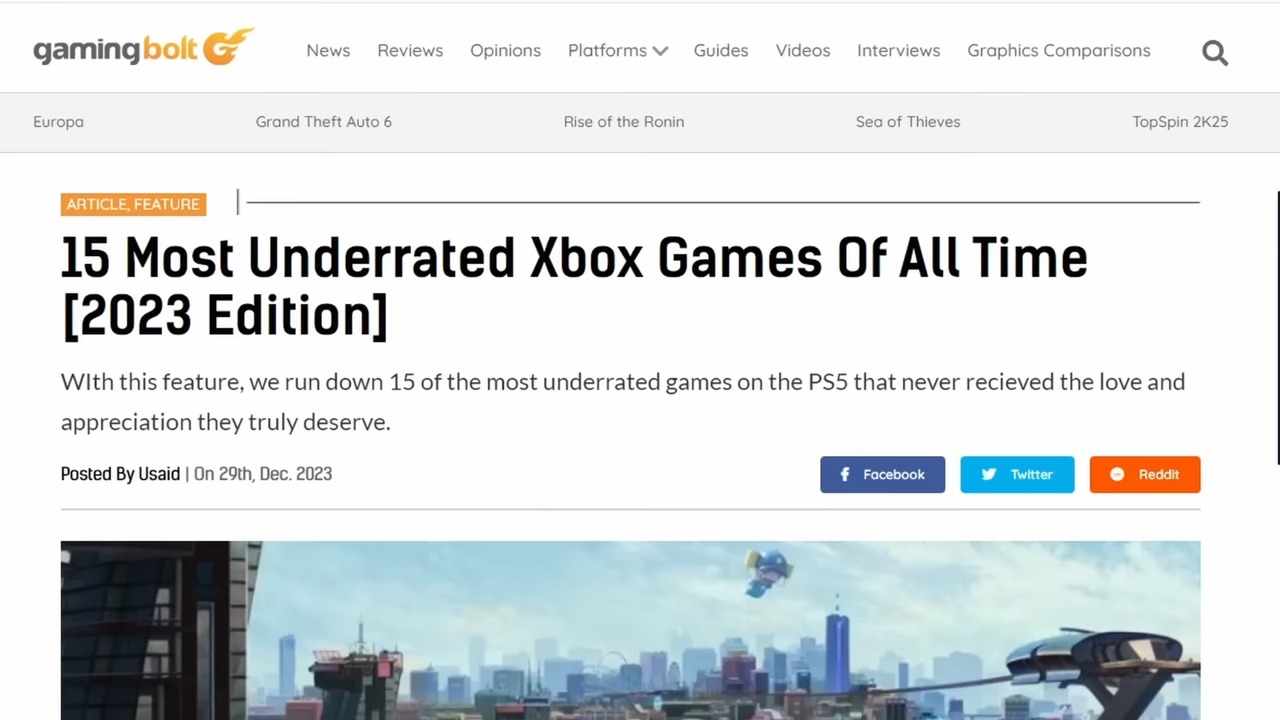 gamingbolt
News Reviews Opinions Platforms Guides Videos Interviews Graphics Comparisons
Europa Grand Theft Auto 6 Rise of the Ronin Sea of Thieves TopSpin 2K25
ARTICLE, FEATURE
15 Most Underrated Xbox Games Of All Time
[2023 Edition]
WIth this feature, we run down 15 of the most underrated games on the PS5 that never recieved the love and
appreciation they truly deserve.
Posted By Usaid | On 29th, Dec. 2023
Facebook Twitter Reddit